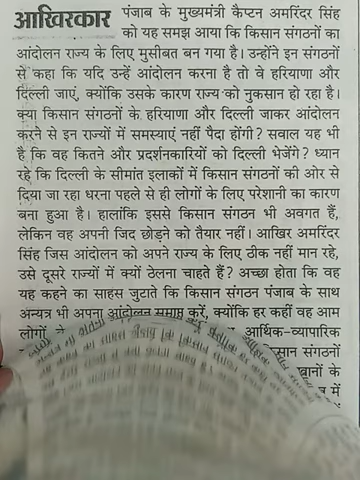 आखिरकार पंजाब के मुख्यमंत्री कैप्टन अमरिंदर सिंह
को यह समझ आया कि किसान संगठनों का
आंदोलन राज्य के लिए मुसीबत बन गया है। उन्होंने इन संगठनों
से कहा कि यदि उन्हें आंदोलन करना है तो वे हरियाणा और
दिल्ली जाएं, क्योंकि उसके कारण राज्य को नुकसान हो रहा है।
क्या किसान संगठनों के हरियाणा और दिल्ली जाकर आंदोलन
करने से इन राज्यों में समस्याएं नहीं पैदा होंगी? सवाल यह भी
है कि वह कितने और प्रदर्शनकारियों को दिल्ली भेजेंगे? ध्यान
रहे कि दिल्ली के सीमांत इलाकों में किसान संगठनों की ओर से
दिया जा रहा धरना पहले से ही लोगों के लिए परेशानी का कारण
बना हुआ है। हालांकि इससे किसान संगठन भी अवगत हैं,
लेकिन वह अपनी जिद छोड़ने को तैयार नहीं। आखिर अमरिंदर
सिंह जिस आंदोलन को अपने राज्य के लिए ठीक नहीं मान रहे,
उसे दूसरे राज्यों में क्यों ठेलना चाहते हैं? अच्छा होता कि वह
यह कहने का साहस जुटाते कि किसान संगठन पंजाब के साथ
अन्यत्र भी अपना आंदोलन समाप्त करें, क्योंकि हर कहीं वह आम
लोगों के आर्थिक-व्यापारिक
संगठनों
के
में